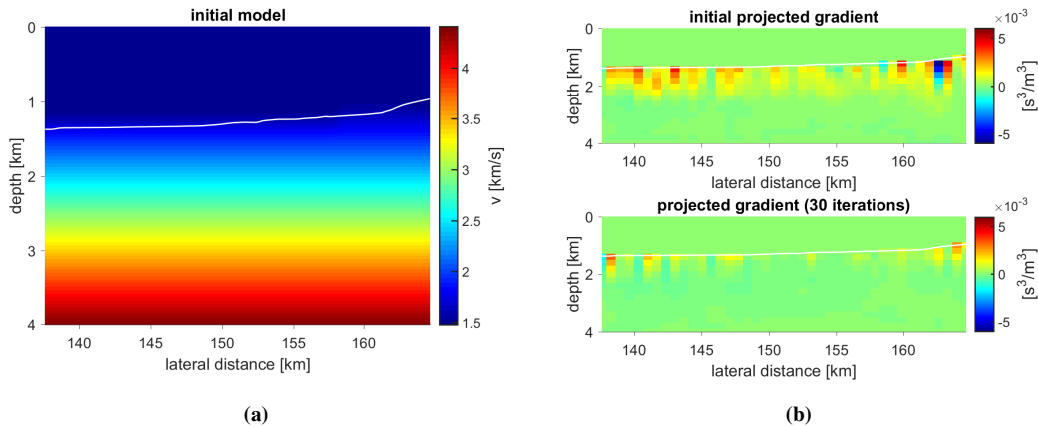 initial model
0
1
2
3
4
depth [km]
140
145
150
155
160
lateral distance [km]
4
3.5
3
2.5
2
1.5
v [km/s]
(a)
initial projected gradient
0
2
4
depth [km]
140
145
150
155
160
lateral distance [km]
×10⁻³
5
0
-5
[s³/m³]
projected gradient (30 iterations)
0
2
4
depth [km]
140
145
150
155
160
lateral distance [km]
×10⁻³
5
0
-5
[s³/m³]
(b)